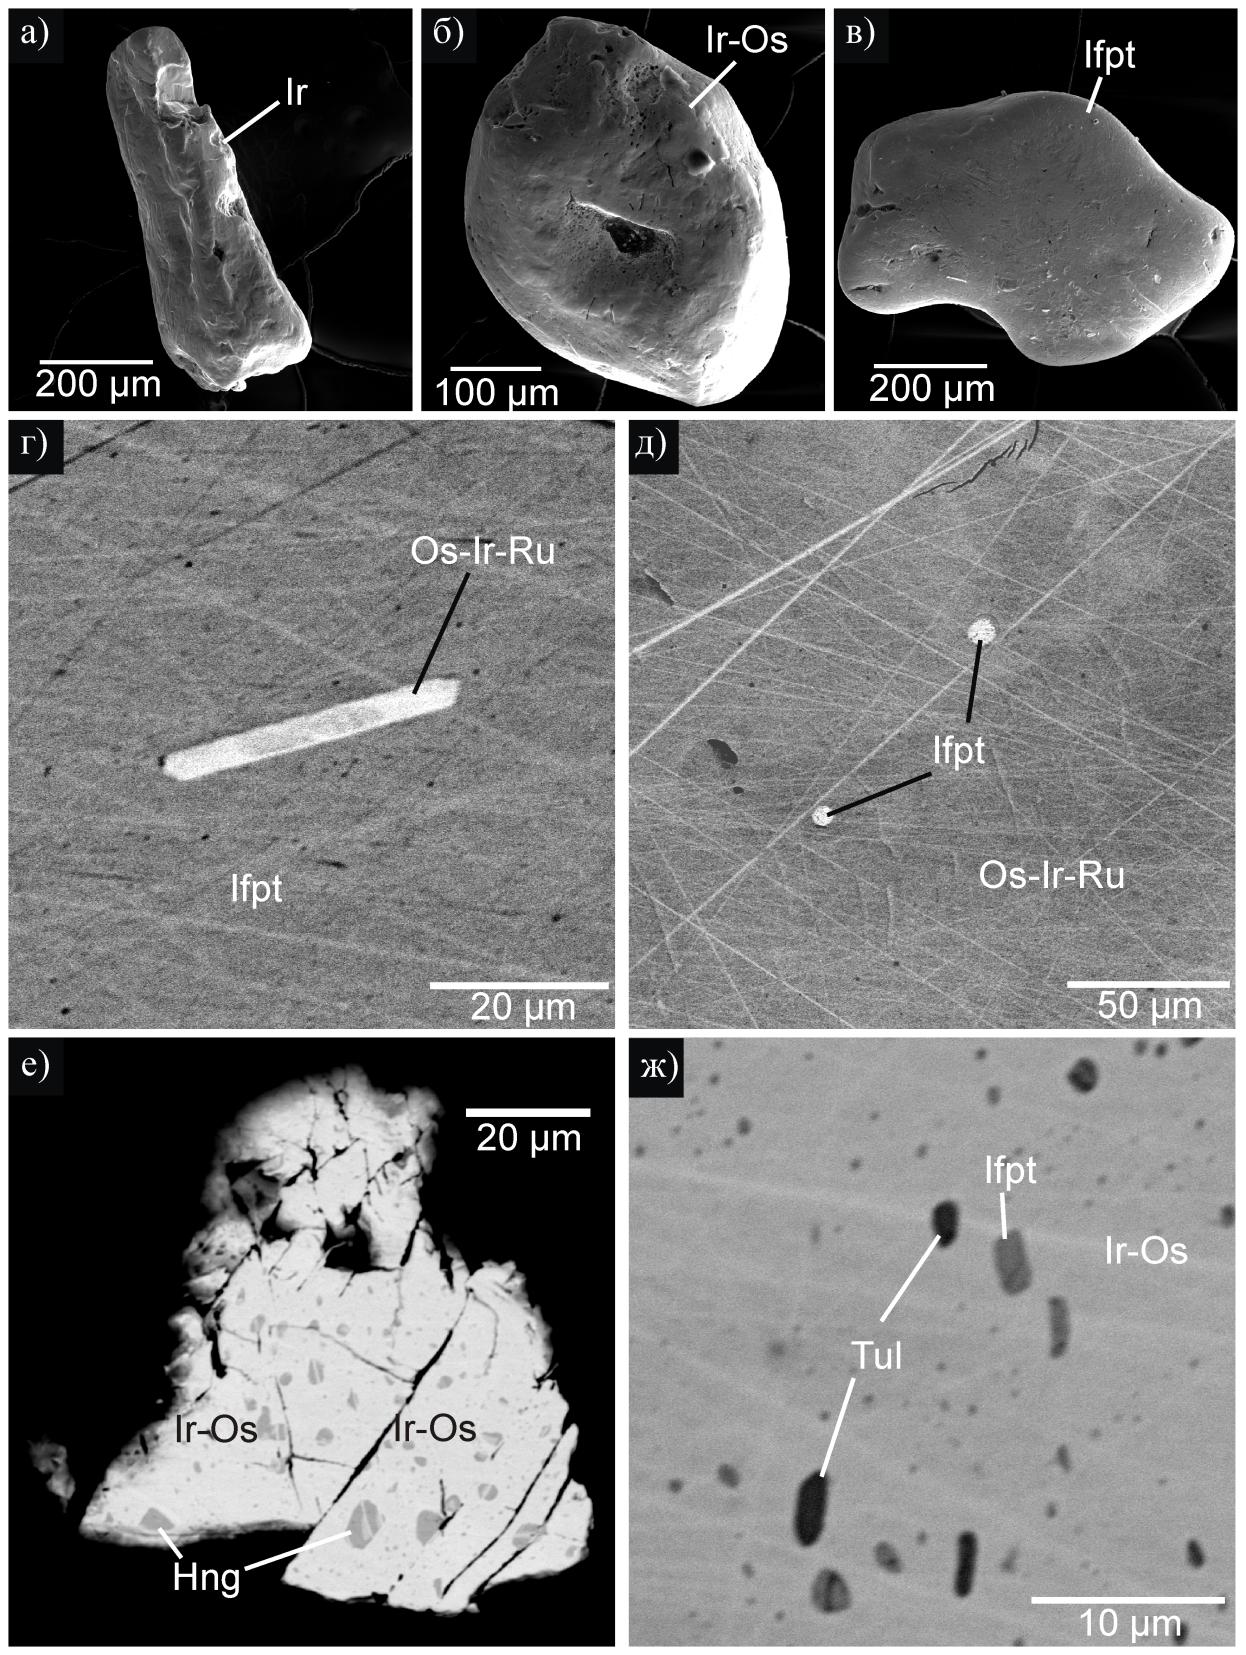 а)
Ir
200 µm
б)
Ir-Os
100 µm
в)
Ifpt
200 µm
г)
Os-Ir-Ru
Ifpt
20 µm
д)
Ifpt
Os-Ir-Ru
50 µm
е)
20 µm
Ir-Os
Ir-Os
Hng
ж)
Ifpt
Ir-Os
Tul
10 µm